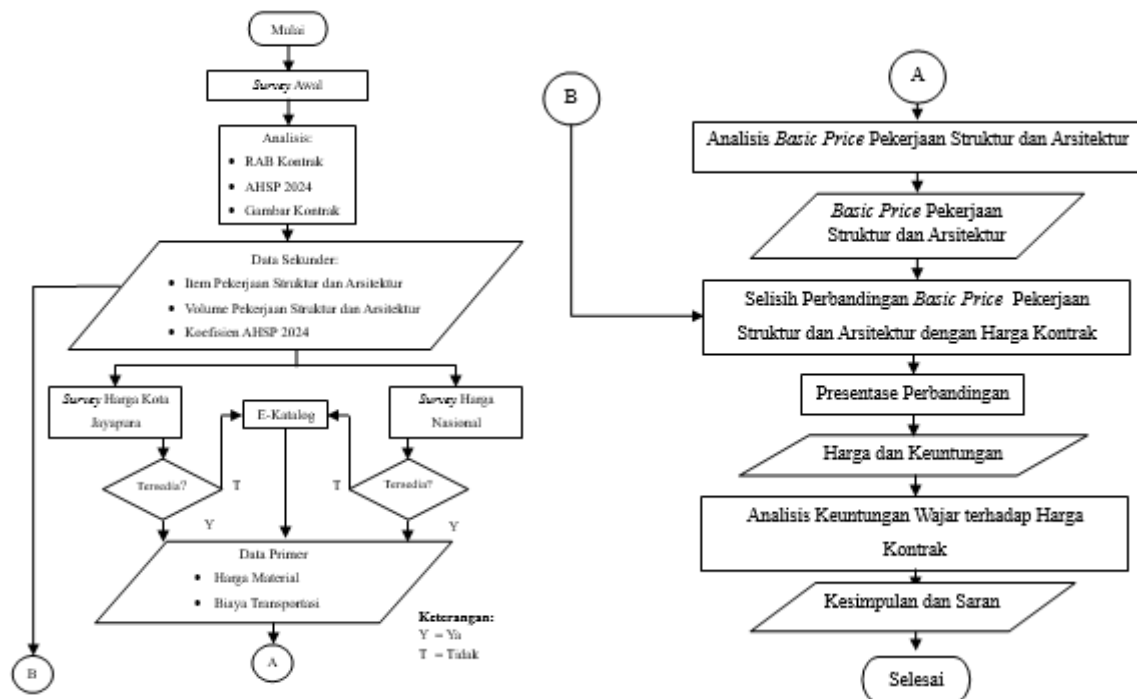 Mulai
Survey Awal
Analisis:
• RAB Kontrak
• AHSP 2024
• Gambar Kontrak
Data Sekunder:
• Item Pekerjaan Struktur dan Arsitektur
• Volume Pekerjaan Struktur dan Arsitektur
• Koefisien AHSP 2024
Survey Harga Kota
Jayapura
E-Katalog
Survey Harga
Nasional
Tersedia?
T
T
Tersedia?
Y
Y
Data Primer
• Harga Material
• Biaya Transportasi
Keterangan:
Y = Ya
T = Tidak
B
A
B
A
Analisis Basic Price Pekerjaan Struktur dan Arsitektur
Basic Price Pekerjaan
Struktur dan Arsitektur
Selisih Perbandingan Basic Price Pekerjaan
Struktur dan Arsitektur dengan Harga Kontrak
Presentase Perbandingan
Harga dan Keuntungan
Analisis Keuntungan Wajar terhadap Harga
Kontrak
Kesimpulan dan Saran
Selesai